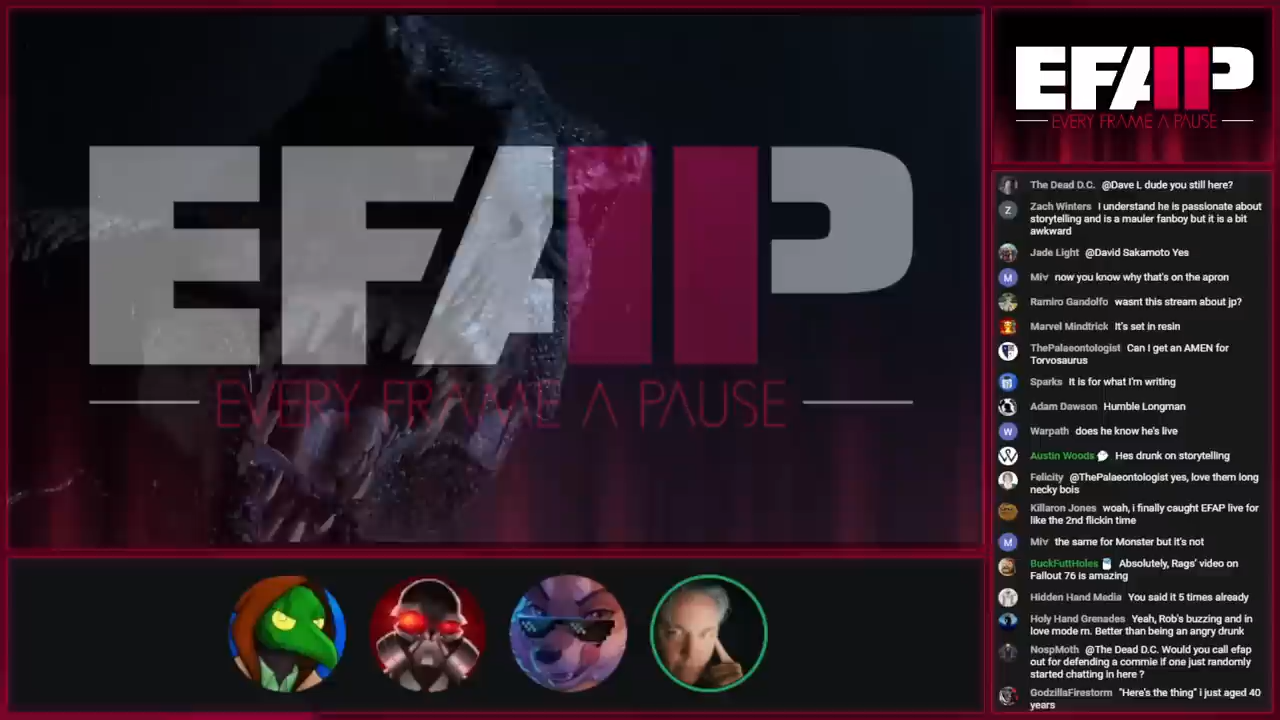 EFAP
EVERY FRAME A PAUSE
EFAP
EVERY FRAME A PAUSE
The Dead D.C. @Dave L dude you still here?
Z
Zach Winters I understand he is passionate about
storytelling and is a mauler fanboy but it is a bit
awkward
Jade Light @David Sakamoto Yes
M
Miv now you know why that's on the apron
Ramiro Gandolfo wasnt this stream about jp?
Marvel Mindtrick It's set in resin
ThePalaeontologist Can I get an AMEN for
Torvosaurus
Sparks It is for what I'm writing
Adam Dawson Humble Longman
W
Warpath does he know he's live
Austin Woods Hes drunk on storytelling
Felicity @ThePalaeontologist yes, love them long
necky bois
Killaron Jones woah, i finally caught EFAP live for
like the 2nd flickin time
M
Miv the same for Monster but it's not
BuckFuttHoles Absolutely, Rags' video on
Fallout 76 is amazing
Hidden Hand Media You said it 5 times already
Holy Hand Grenades Yeah, Rob's buzzing and in
love mode rn. Better than being an angry drunk
NospMoth @The Dead D.C. Would you call efap
out for defending a commie if one just randomly
started chatting in here ?
GodzillaFirestorm "Here's the thing" i just aged 40
years